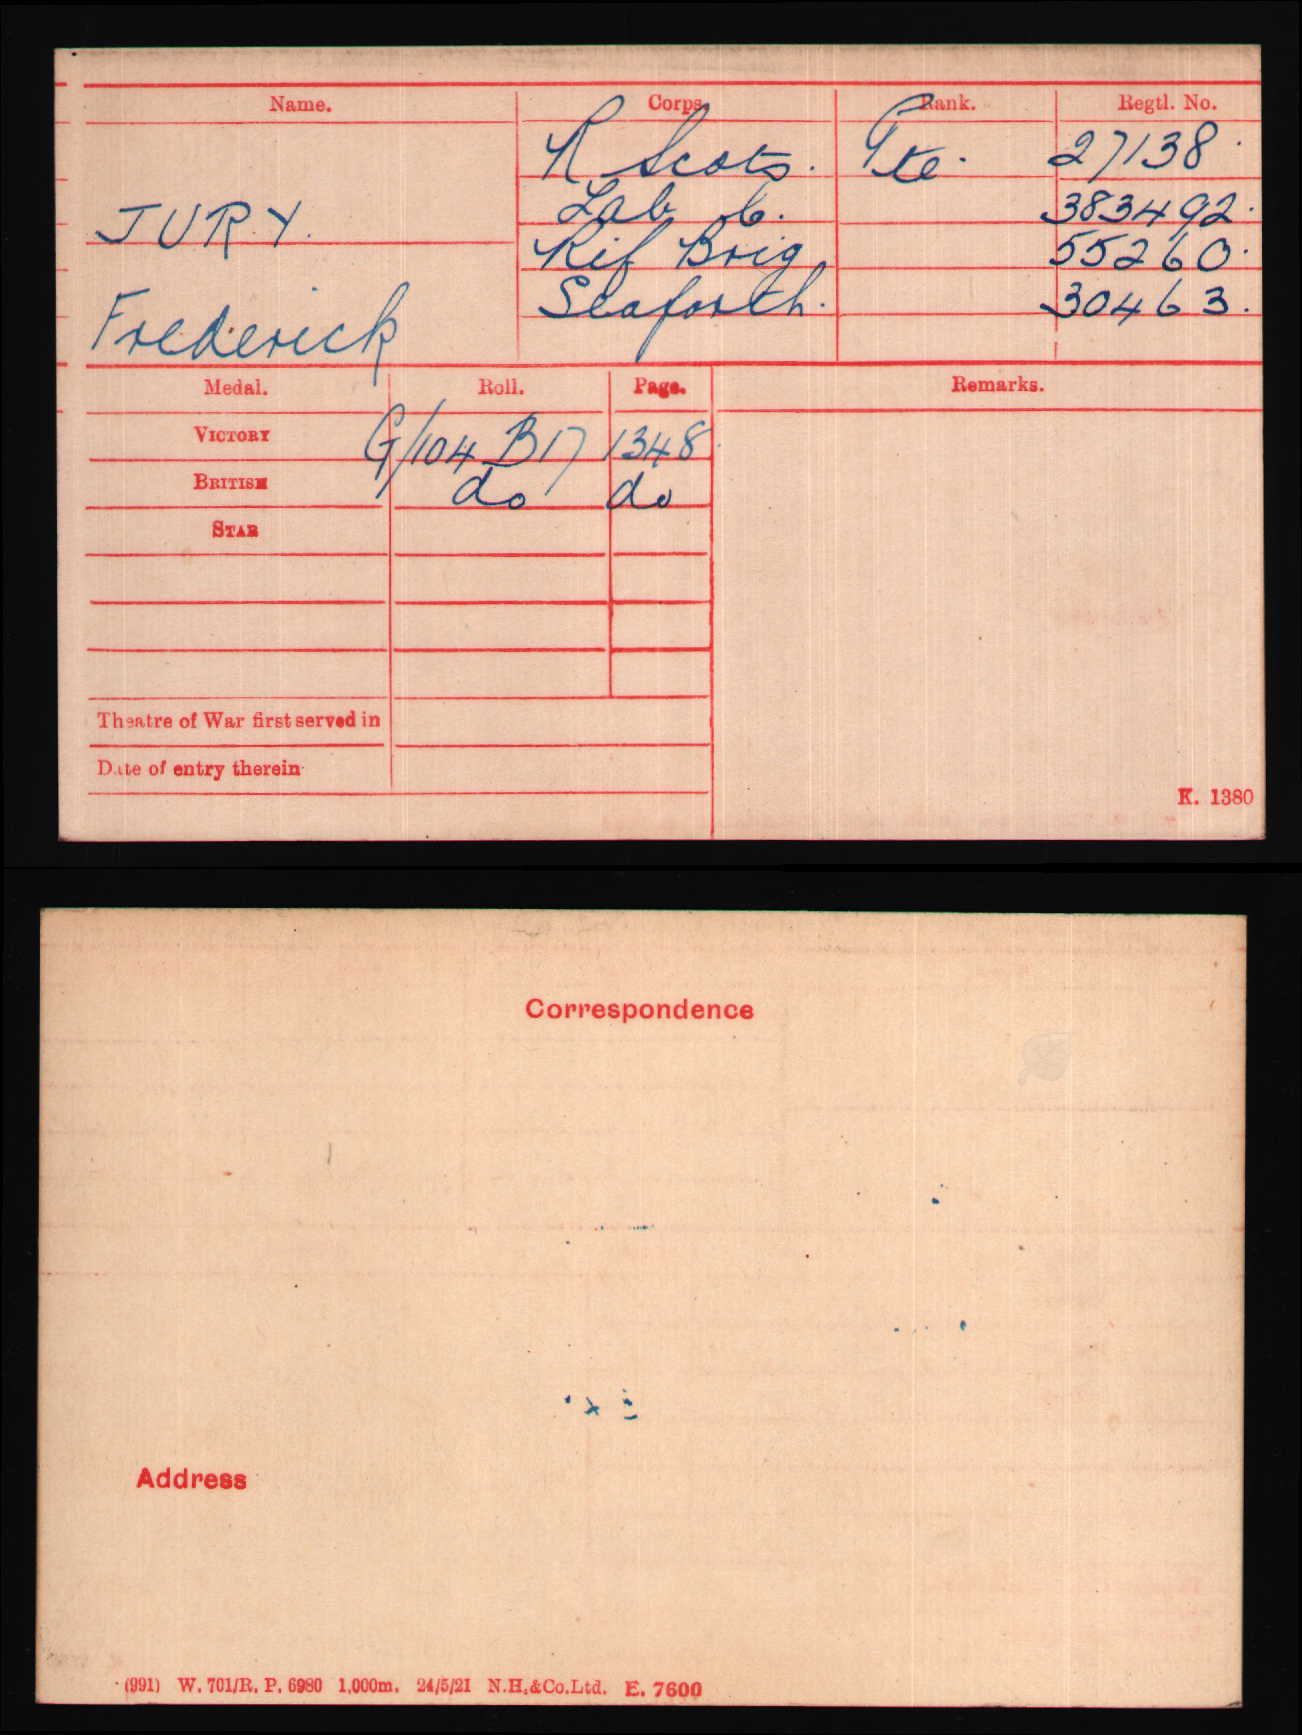 Name. Corps Rank. Regtl. No.
R Scots. Pte. 27138.
JURY. Lab C. 383492.
Rif Brig 55260.
Frederick Seaforth. 30463.
Medal. Roll. Page. Remarks.
VICTORY G/104 B17 1348
BRITISH do do
STAR
Theatre of War first served in
Date of entry therein
K. 1380
Correspondence
Address
(991) W. 701/R. P. 6980 1,000m. 24/5/21 N.H.&Co.Ltd. E. 7600